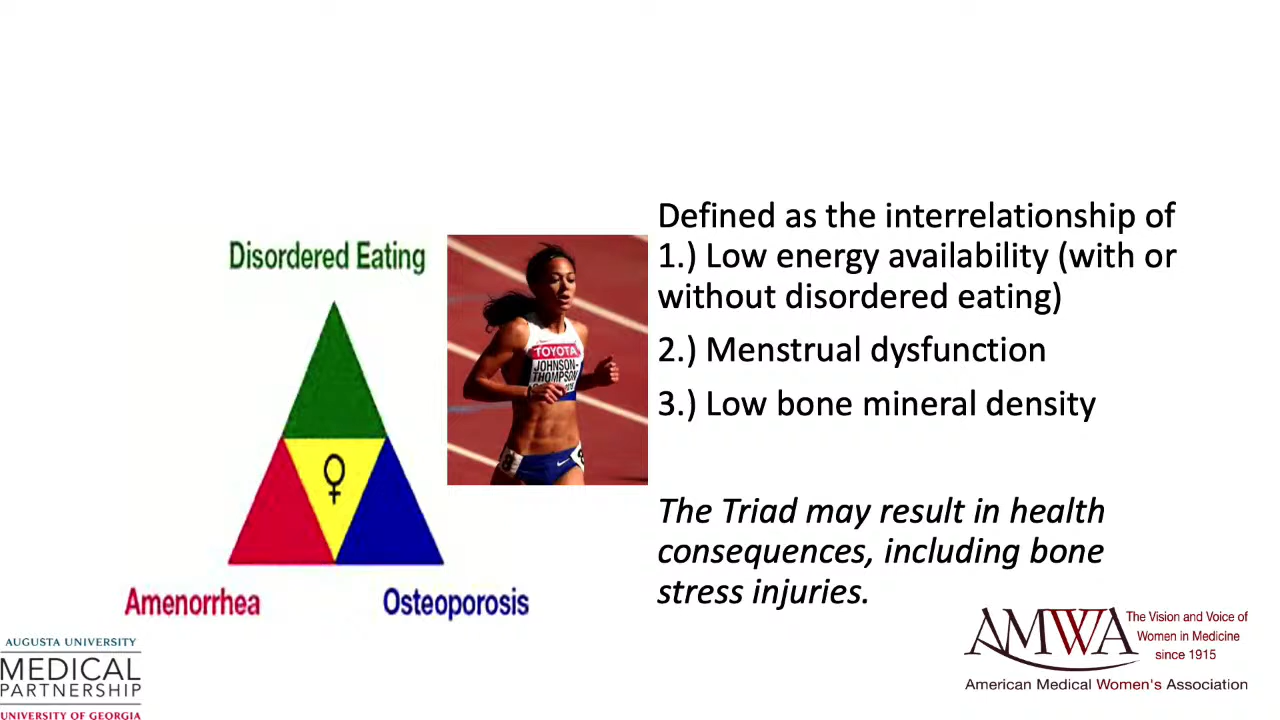 Defined as the interrelationship of
1.) Low energy availability (with or
without disordered eating)
2.) Menstrual dysfunction
3.) Low bone mineral density
The Triad may result in health
consequences, including bone
stress injuries.
Disordered Eating
♀
Amenorrhea
Osteoporosis
TOYOTA
JOHNSON-
THOMPSON
AUGUSTA UNIVERSITY
MEDICAL
PARTNERSHIP
UNIVERSITY OF GEORGIA
AMWA
The Vision and Voice of
Women in Medicine
since 1915
American Medical Women's Association